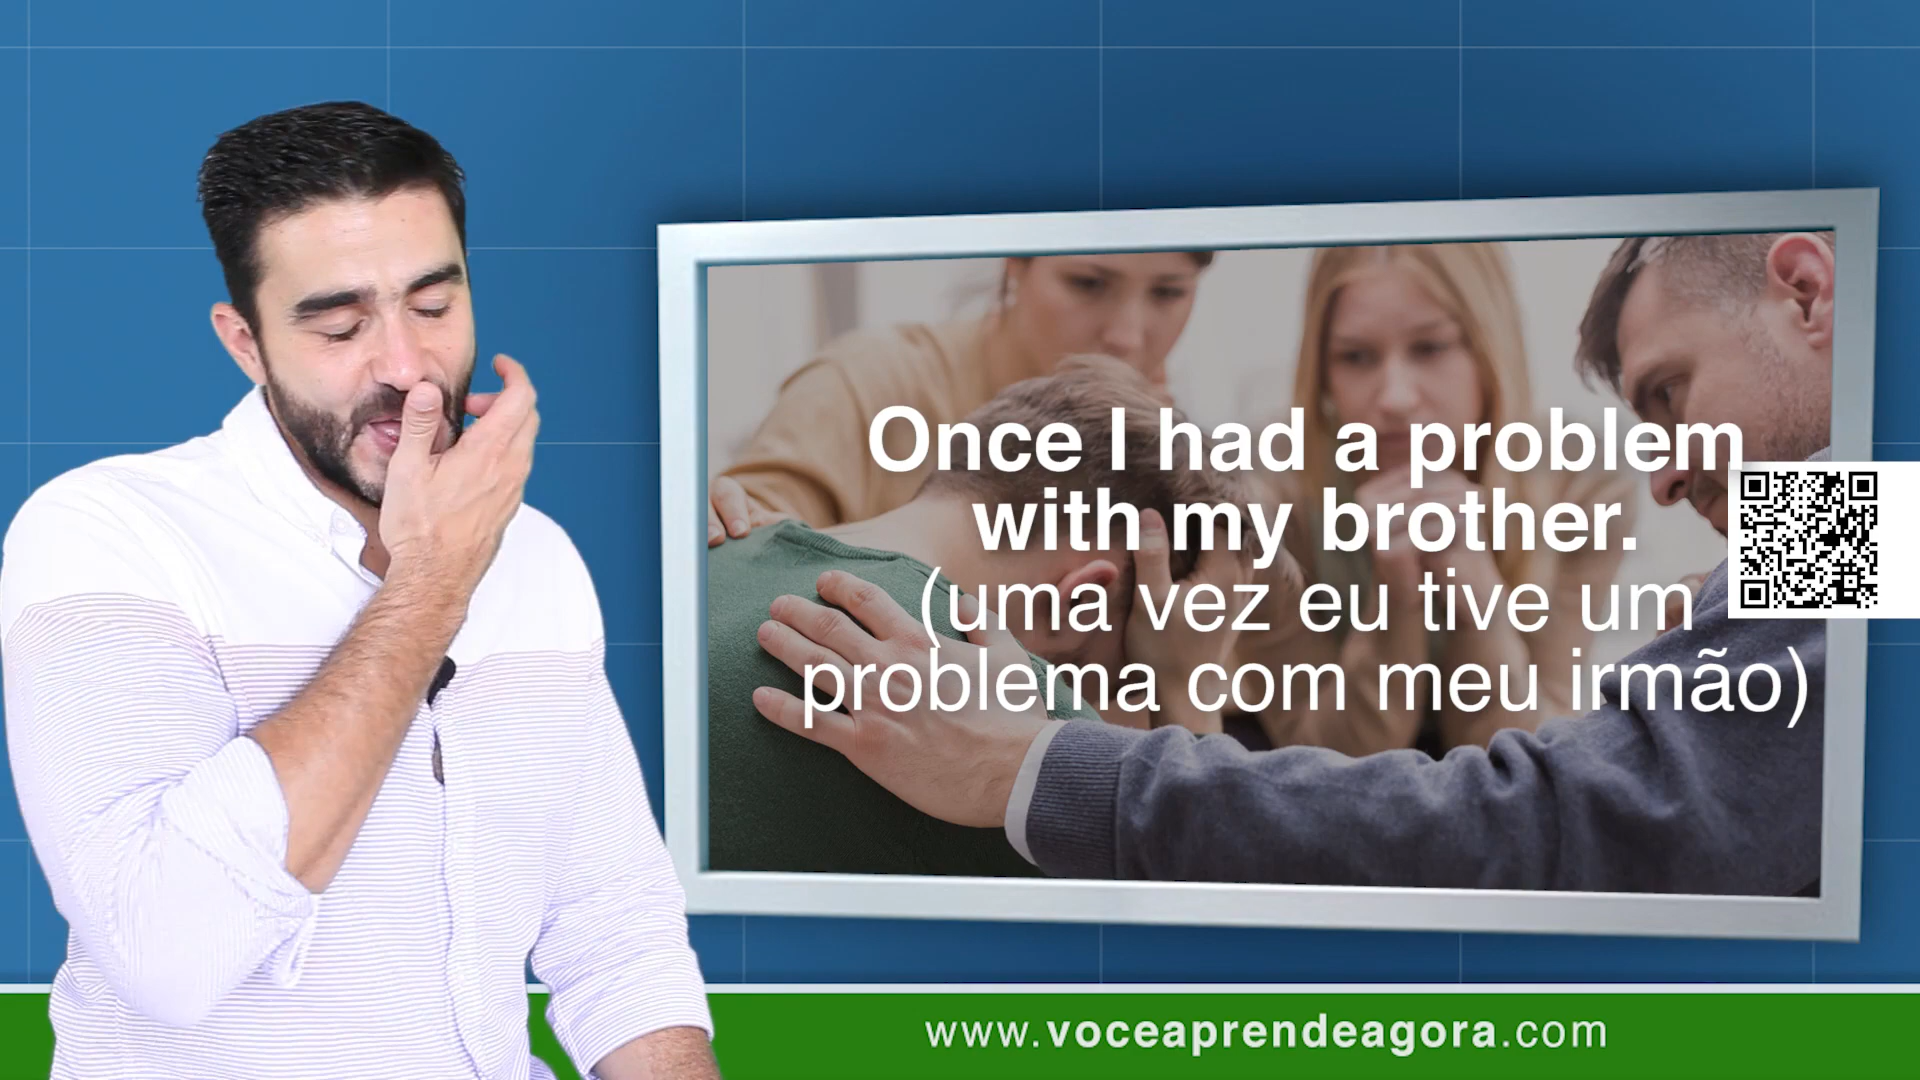 Once I had a problem
with my brother.
(uma vez eu tive um
problema com meu irmão)
www.voceaprendeagora.com